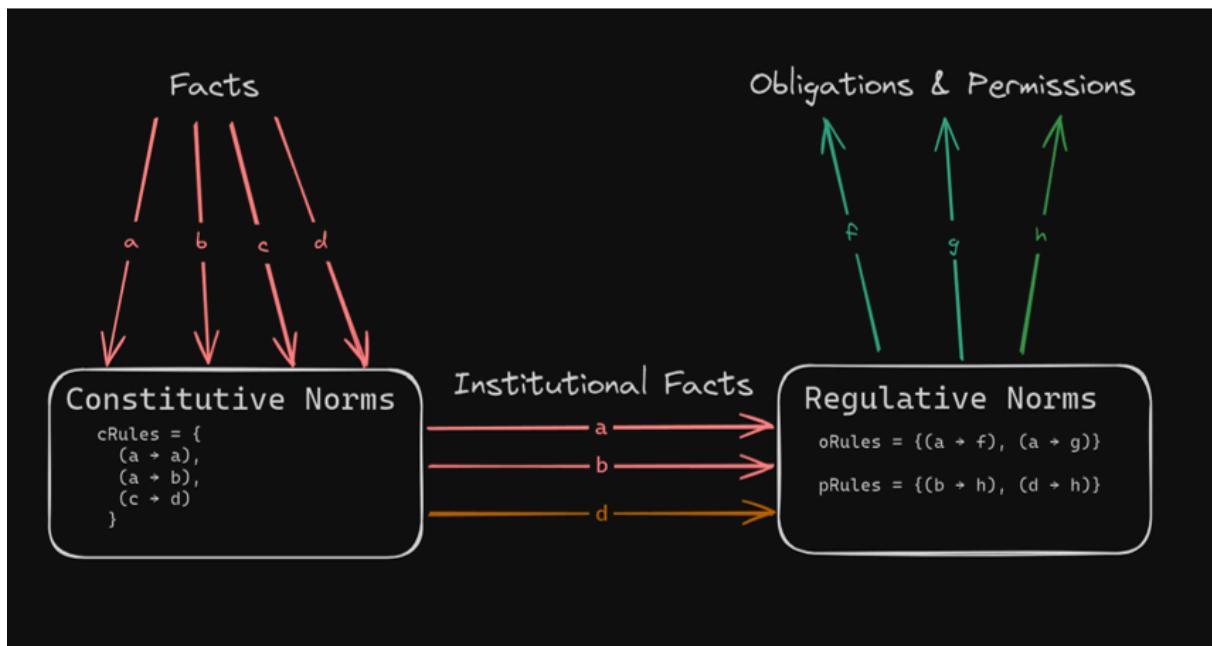 Facts
Obligations & Permissions
a
b
c
d
f
g
h
Constitutive Norms
cRules = {
(a → a),
(a → b),
(c → d)
}
Institutional Facts
a
b
d
Regulative Norms
oRules = {(a → f), (a → g)}
pRules = {(b → h), (d → h)}